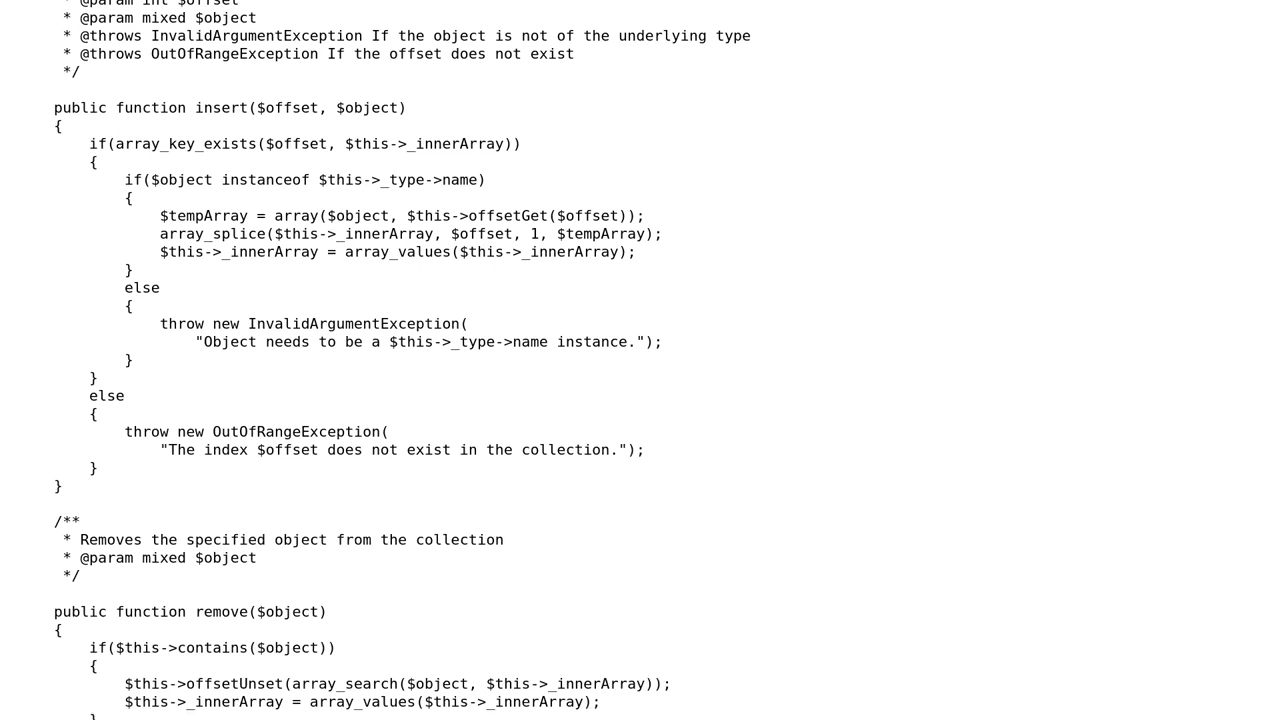 * @param int $offset
* @param mixed $object
* @throws InvalidArgumentException If the object is not of the underlying type
* @throws OutOfRangeException If the offset does not exist
*/
public function insert($offset, $object)
{
if(array_key_exists($offset, $this->_innerArray))
{
if($object instanceof $this->_type->name)
{
$tempArray = array($object, $this->offsetGet($offset));
array_splice($this->_innerArray, $offset, 1, $tempArray);
$this->_innerArray = array_values($this->_innerArray);
}
else
{
throw new InvalidArgumentException(
"Object needs to be a $this->_type->name instance.");
}
}
else
{
throw new OutOfRangeException(
"The index $offset does not exist in the collection.");
}
}
/**
* Removes the specified object from the collection
* @param mixed $object
*/
public function remove($object)
{
if($this->contains($object))
{
$this->offsetUnset(array_search($object, $this->_innerArray));
$this->_innerArray = array_values($this->_innerArray);
}